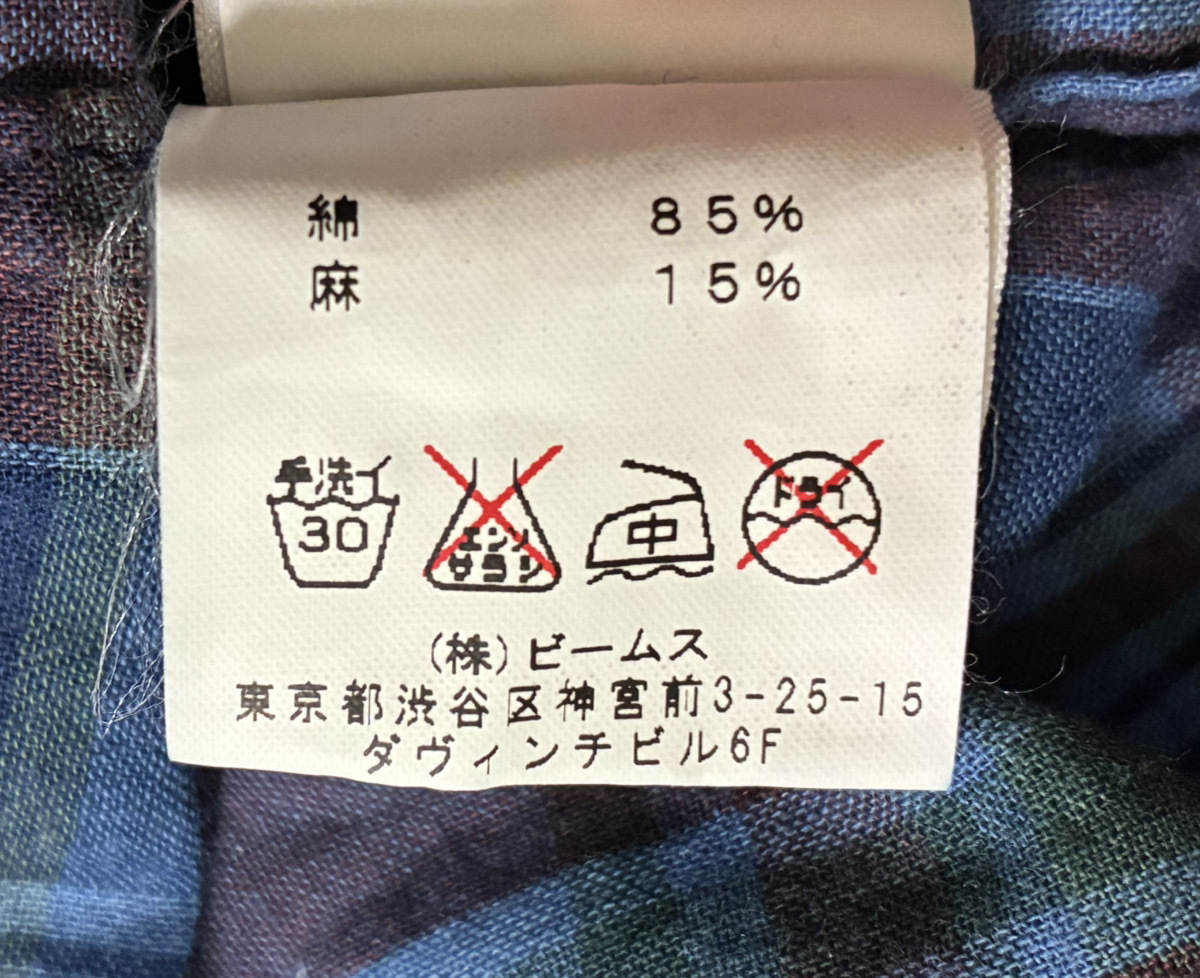 綿 85%
麻 15%
手洗イ エンソ 中 ドライ
30 サラシ
(株)ビームス
東京都渋谷区神宮前3-25-15
ダヴィンチビル6F